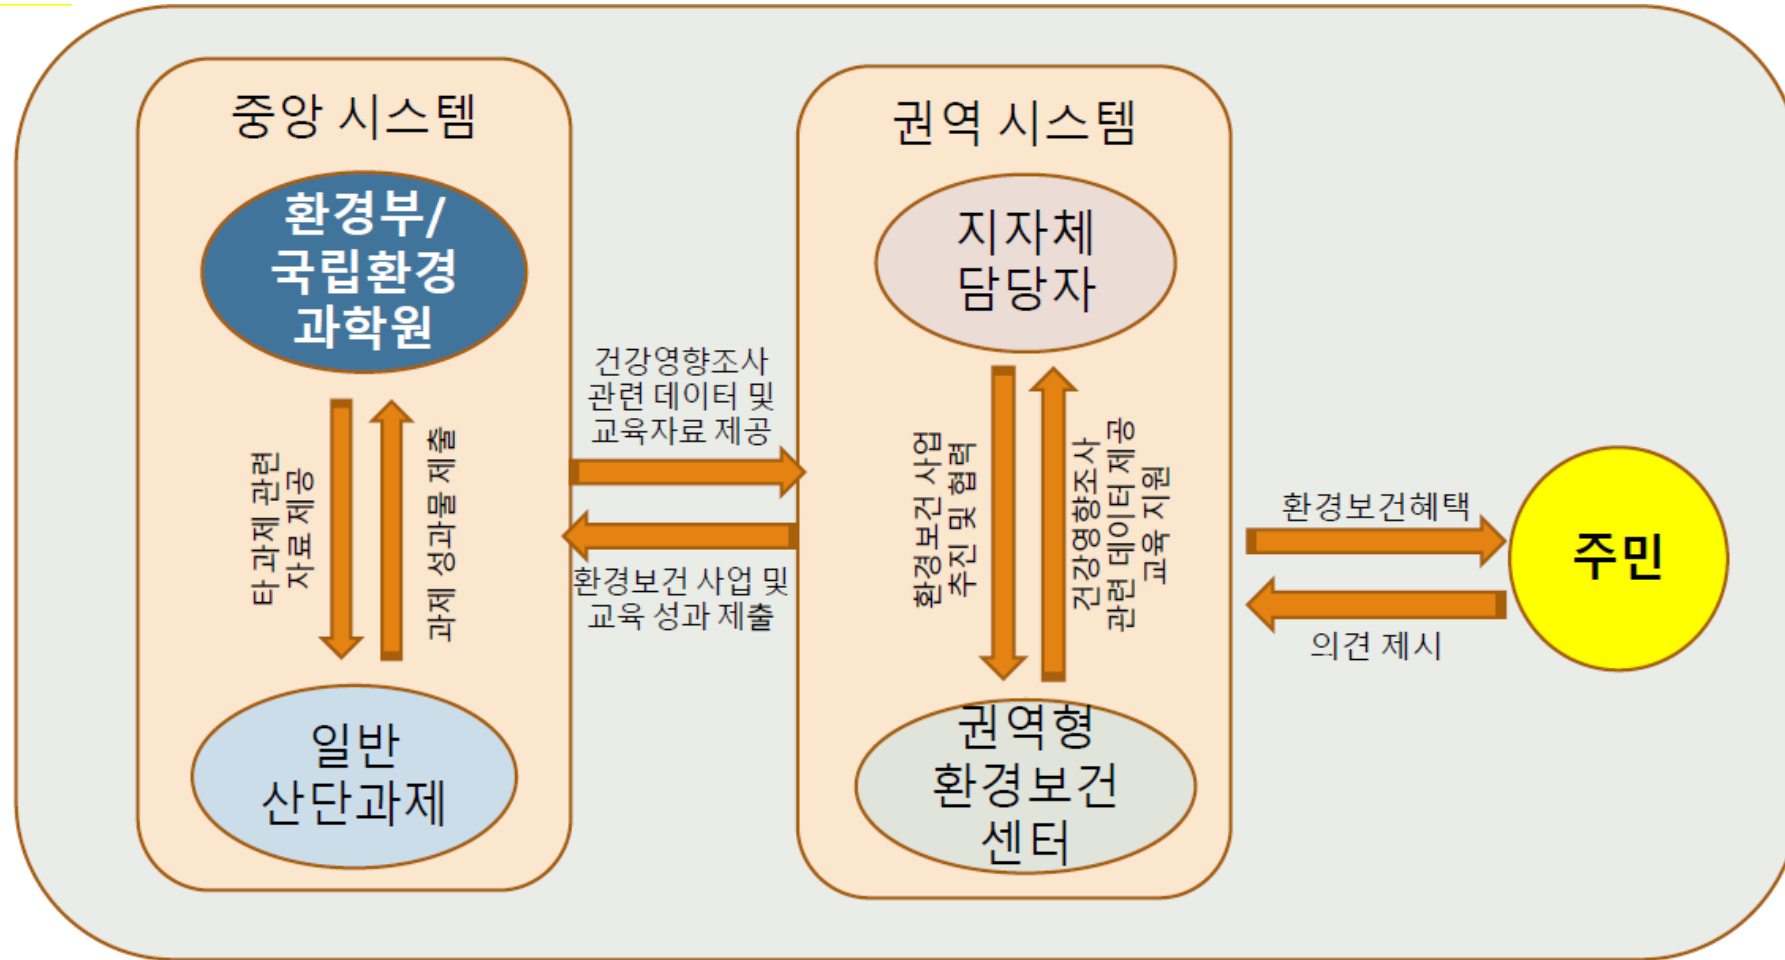 중앙 시스템
환경부/
국립환경
과학원
타 과제 관련
자료 제공
과제 성과물 제출
일반
산단과제
건강영향조사
관련 데이터 및
교육자료 제공
환경보건 사업 및
교육 성과 제출
권역 시스템
지자체
담당자
환경보건 사업
추진 및 협력
건강영향조사
관련 데이터 제공
교육 지원
권역형
환경보건
센터
환경보건혜택
의견 제시
주민